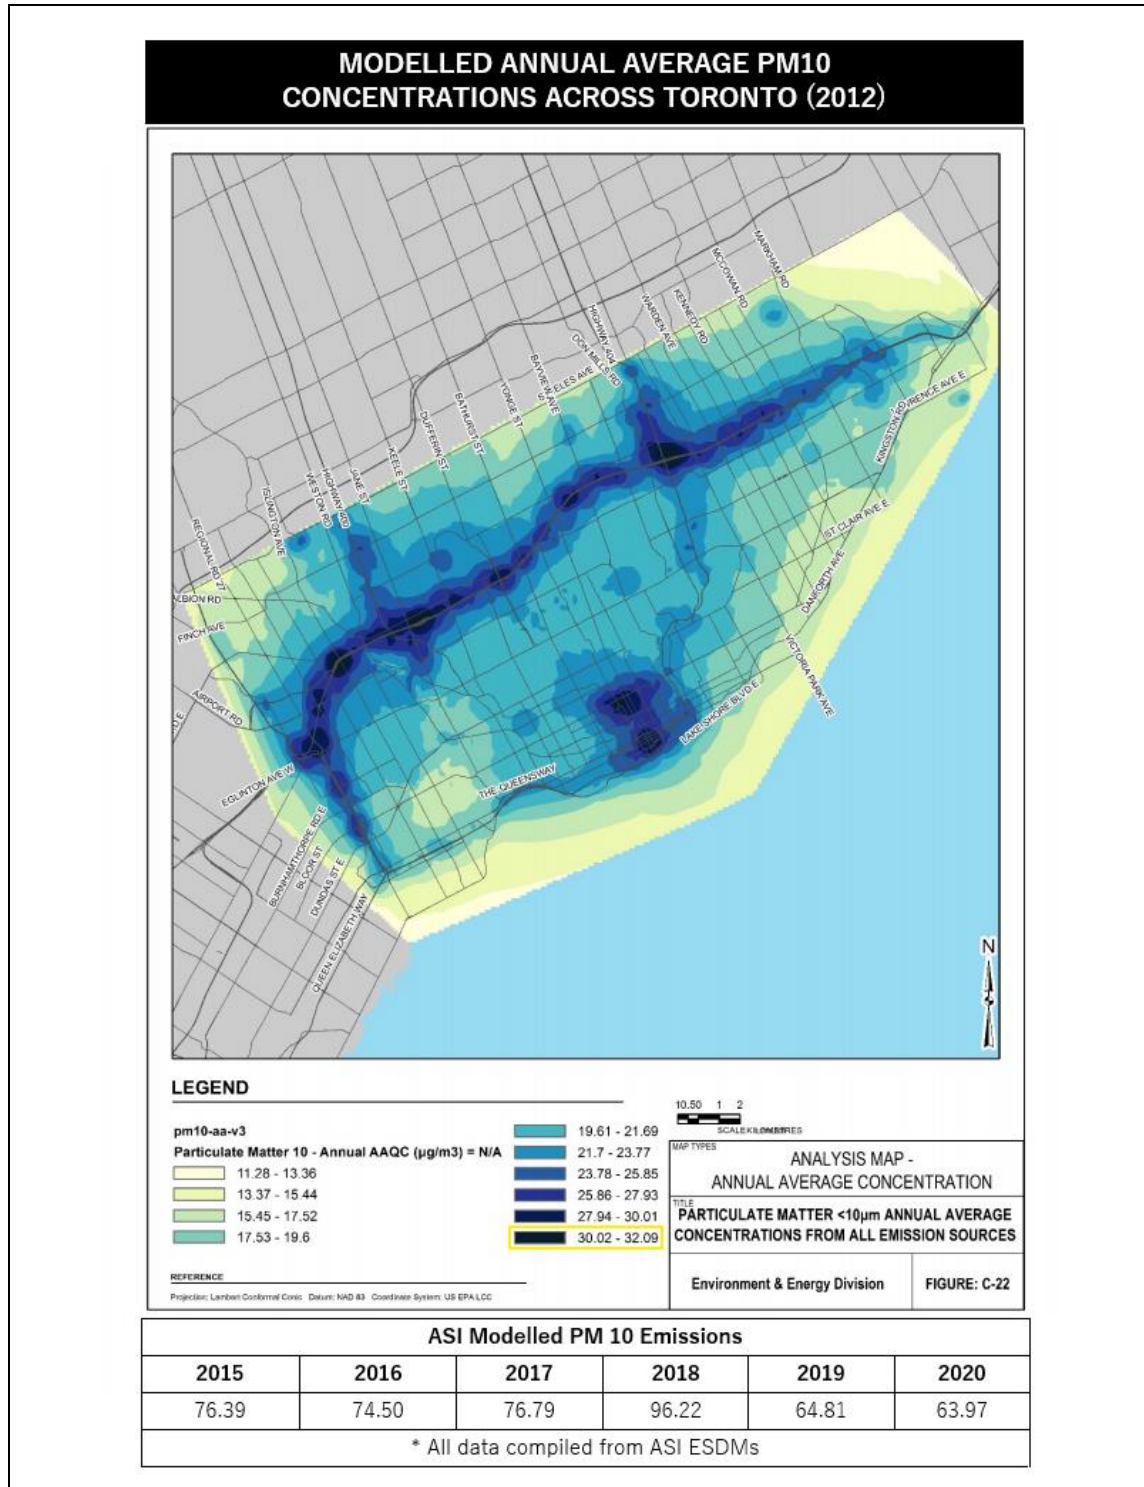 MODELLED ANNUAL AVERAGE PM10
CONCENTRATIONS ACROSS TORONTO (2012)
MARKHAM RD
MCCOWAN RD
KENNEDY RD
WARDEN AVE
HIGHWAY 404
DON MILLS RD
BAYVIEW AVE
YONGE ST
BATHURST ST
DUFFERIN ST
KEELE ST
JANE ST
HIGHWAY 400
WESTON RD
ISLINGTON AVE
REGIONAL RD 27
ALBION RD
FINCH AVE
AIRPORT RD
EGLINTON AVE W
BURNHAMTHORPE RD E
BLOOR ST
DUNDAS ST E
QUEEN ELIZABETH WAY
THE QUEENSWAY
LAKE SHORE BLVD E
VICTORIA PARK AVE
DANFORTH AVE
ST CLAIR AVE E
KINGSTON RD
N
LEGEND
pm10-aa-v3
Particulate Matter 10 - Annual AAQC (µg/m3) = N/A
11.28 - 13.36
13.37 - 15.44
15.45 - 17.52
17.53 - 19.6
19.61 - 21.69
21.7 - 23.77
23.78 - 25.85
25.86 - 27.93
27.94 - 30.01
30.02 - 32.09
REFERENCE
Projection: Lambert Conformal Conic Datum: NAD 83 Coordinate System: US EPA LCC
10.50 1 2
MAP TYPES
ANALYSIS MAP -
ANNUAL AVERAGE CONCENTRATION
TITLE
PARTICULATE MATTER <10µm ANNUAL AVERAGE
CONCENTRATIONS FROM ALL EMISSION SOURCES
Environment & Energy Division
FIGURE: C-22
ASI Modelled PM 10 Emissions
2015 2016 2017 2018 2019 2020
76.39 74.50 76.79 96.22 64.81 63.97
* All data compiled from ASI ESDMs